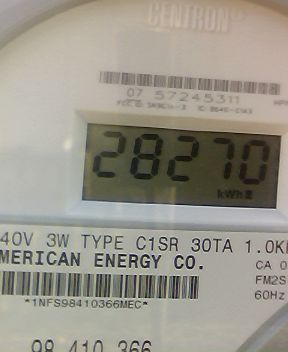 CENTRON
07 57245311
28270
kWh
40V 3W TYPE C1SR 30TA 1.0K
MERICAN ENERGY CO.
CA 0
FM2S
*1NFS98410366MEC*
60Hz
98 410 366